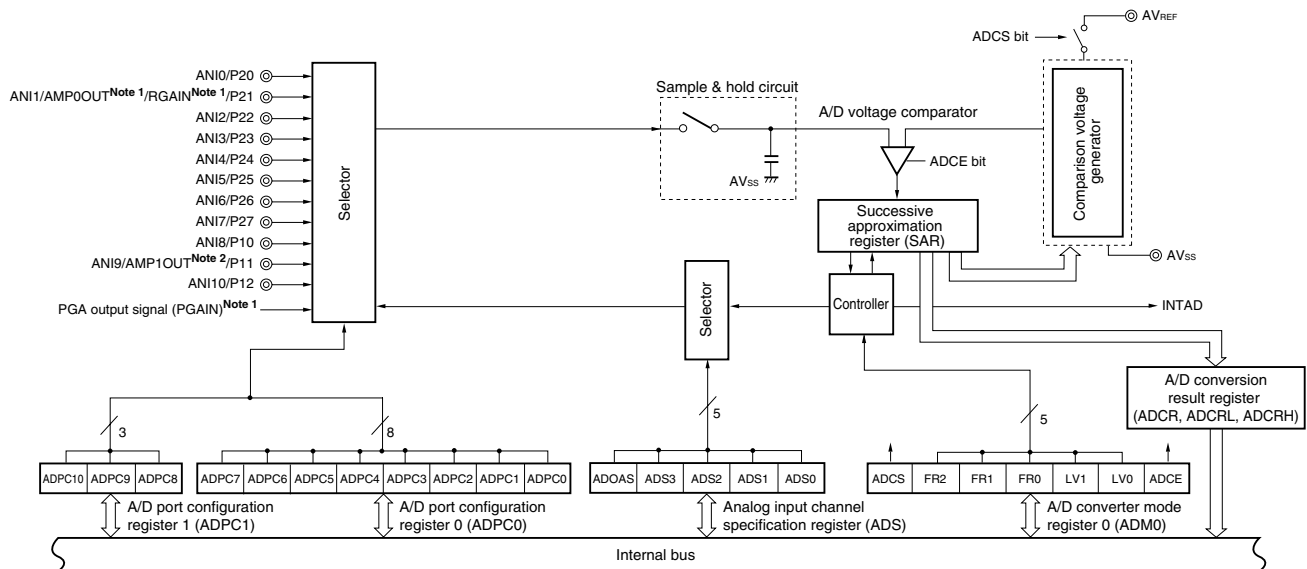 AVREF
ADCS bit
ANI0/P20
ANI1/AMP0OUTNote 1/RGAINNote 1/P21
ANI2/P22
ANI3/P23
ANI4/P24
ANI5/P25
ANI6/P26
ANI7/P27
ANI8/P10
ANI9/AMP1OUTNote 2/P11
ANI10/P12
PGA output signal (PGAIN)Note 1
Selector
Sample & hold circuit
AVSS
A/D voltage comparator
ADCE bit
Comparison voltage
generator
AVSS
Successive
approximation
register (SAR)
Selector
Controller
INTAD
A/D conversion
result register
(ADCR, ADCRL, ADCRH)
3
8
5
5
ADPC10 ADPC9 ADPC8
ADPC7 ADPC6 ADPC5 ADPC4 ADPC3 ADPC2 ADPC1 ADPC0
ADOAS ADS3 ADS2 ADS1 ADS0
ADCS FR2 FR1 FR0 LV1 LV0 ADCE
A/D port configuration
register 1 (ADPC1)
A/D port configuration
register 0 (ADPC0)
Analog input channel
specification register (ADS)
A/D converter mode
register 0 (ADM0)
Internal bus